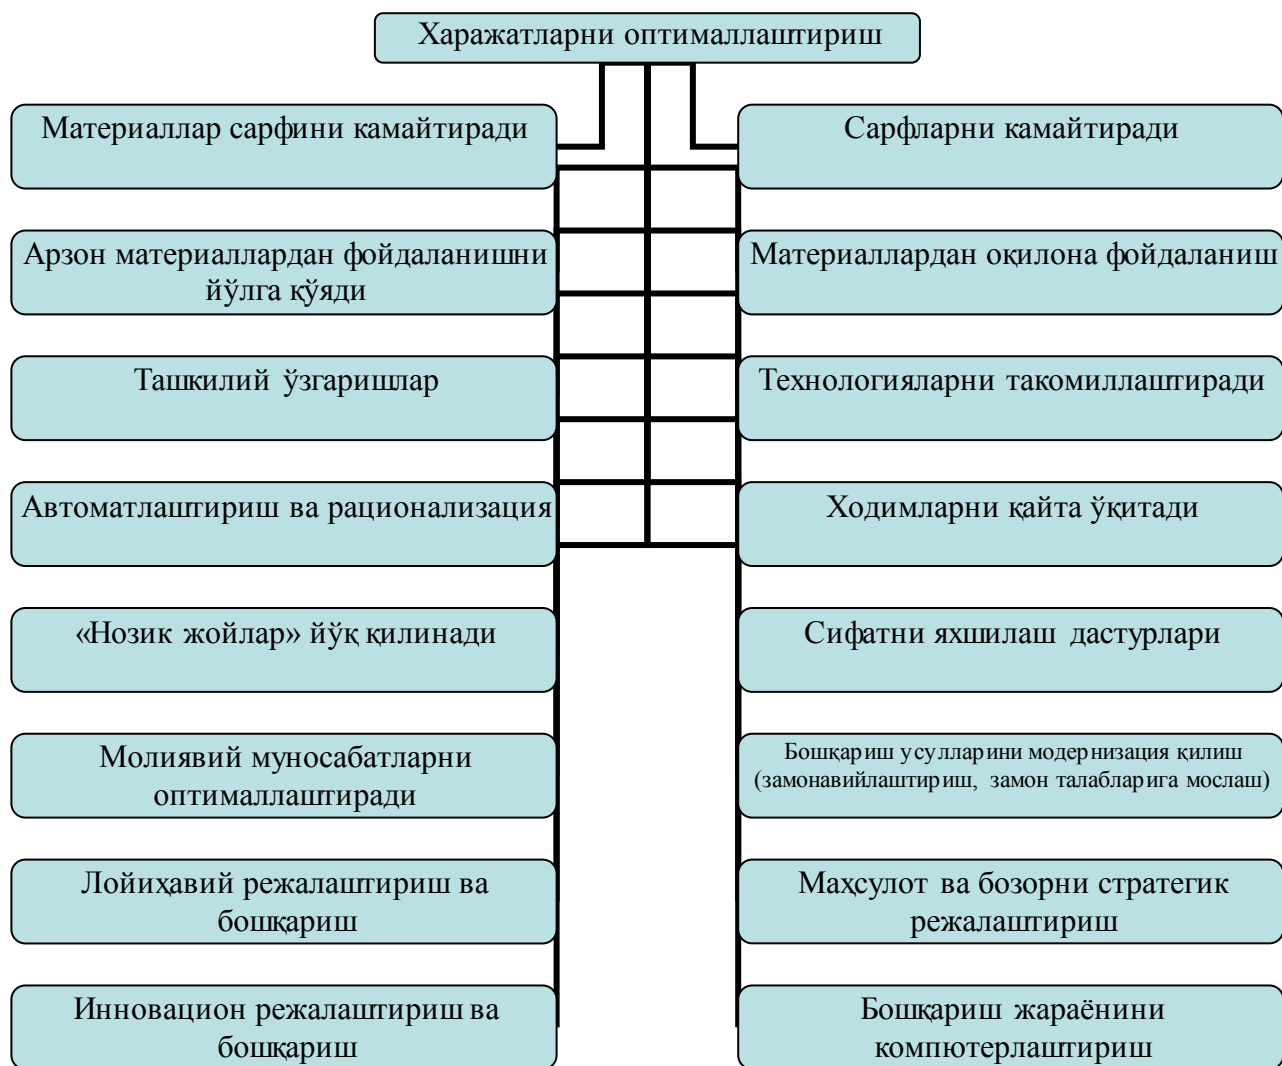 Харажатларни оптималлаштириш
Материаллар сарфини камайтиради
Сарфларни камайтиради
Арзон материаллардан фойдаланишни
йўлга қўяди
Материаллардан оқилона фойдаланиш
Ташкилий ўзгаришлар
Технологияларни такомиллаштиради
Автоматлаштириш ва рационализация
Ходимларни қайта ўқитади
«Нозик жойлар» йўқ қилинади
Сифатни яхшилаш дастурлари
Молиявий муносабатларни
оптималлаштиради
Бошқариш усулларини модернизация қилиш
(замонавийлаштириш, замон талабларига мослаш)
Лойиҳавий режалаштириш ва
бошқариш
Маҳсулот ва бозорни стратегик
режалаштириш
Инновацион режалаштириш ва
бошқариш
Бошқариш жараёнини
компютерлаштириш